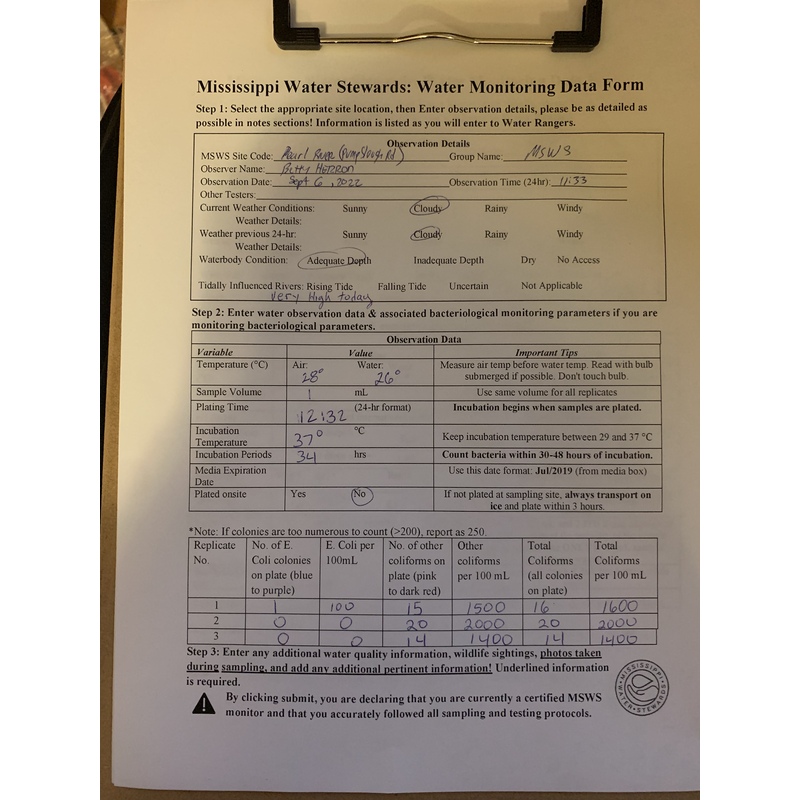 Mississippi Water Stewards: Water Monitoring Data Form
Step 1: Select the appropriate site location, then Enter observation details, please be as detailed as
possible in notes sections! Information is listed as you will enter to Water Rangers.
Observation Details
MSWS Site Code: Pearl River (Pump Slough Rd) Group Name: MSWS
Observer Name: Betty Herron
Observation Date: Sept 6, 2022 Observation Time (24hr): 11:33
Other Testers:
Current Weather Conditions: Sunny Cloudy Rainy Windy
Weather Details:
Weather previous 24-hr: Sunny Cloudy Rainy Windy
Weather Details:
Waterbody Condition: Adequate Depth Inadequate Depth Dry No Access
Tidally Influenced Rivers: Rising Tide Falling Tide Uncertain Not Applicable
Very High today
Step 2: Enter water observation data & associated bacteriological monitoring parameters if you are
monitoring bacteriological parameters.
Observation Data
Variable Value Important Tips
Temperature (°C) Air: 28° Water: 26° Measure air temp before water temp. Read with bulb
submerged if possible. Don't touch bulb.
Sample Volume 1 mL Use same volume for all replicates
Plating Time 12:32 (24-hr format) Incubation begins when samples are plated.
Incubation
Temperature 37° °C Keep incubation temperature between 29 and 37 °C
Incubation Periods 34 hrs Count bacteria within 30-48 hours of incubation.
Media Expiration
Date Use this date format: Jul/2019 (from media box)
Plated onsite Yes No If not plated at sampling site, always transport on
ice and plate within 3 hours.
*Note: If colonies are too numerous to count (>200), report as 250.
Replicate No. of E. E. Coli per No. of other Other Total Total
No. Coli colonies 100mL coliforms on coliforms Coliforms Coliforms
on plate (blue plate (pink per 100 mL (all colonies per 100 mL
to purple) to dark red) on plate)
1 1 100 15 1500 16 1600
2 0 0 20 2000 20 2000
3 0 0 14 1400 14 1400
Step 3: Enter any additional water quality information, wildlife sightings, photos taken
during sampling, and add any additional pertinent information! Underlined information
is required.
By clicking submit, you are declaring that you are currently a certified MSWS
monitor and that you accurately followed all sampling and testing protocols.
MISSISSIPPI
WATER STEWARDS